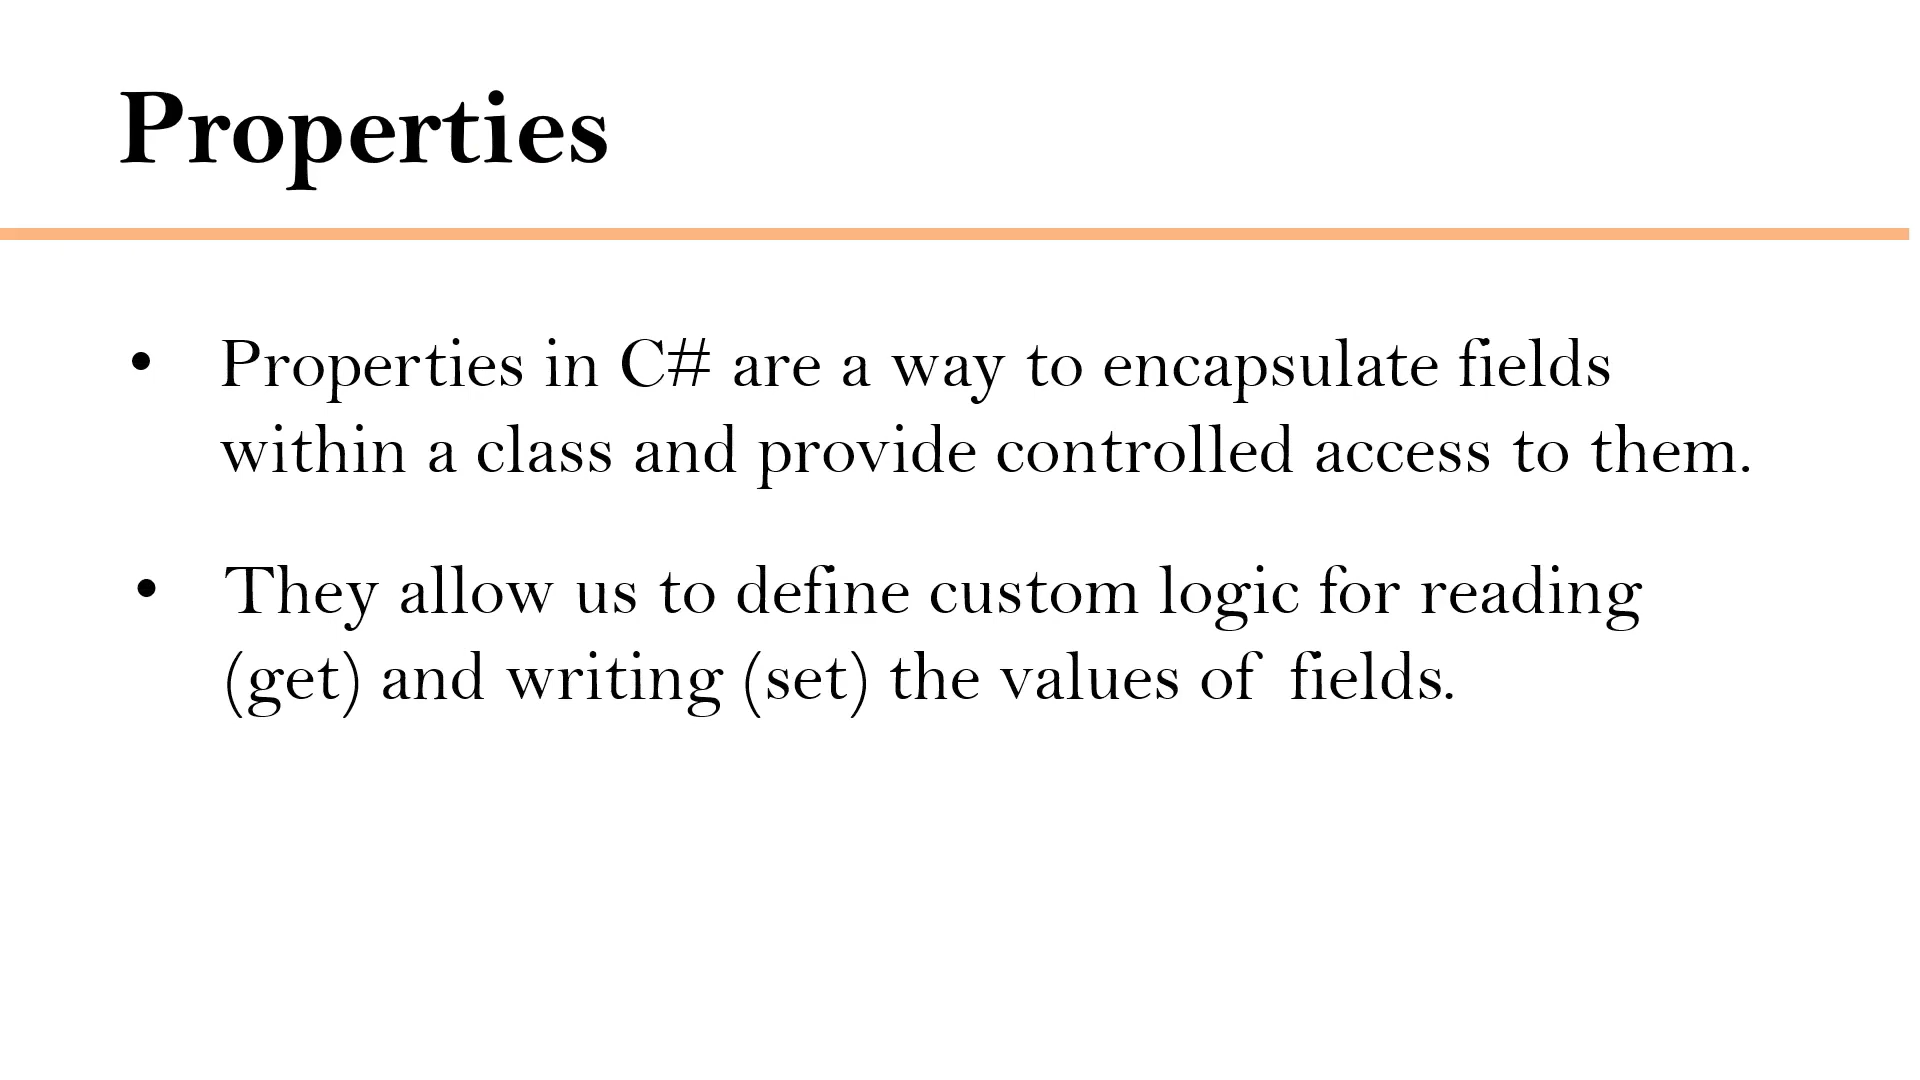 Properties
• Properties in C# are a way to encapsulate fields
within a class and provide controlled access to them.
• They allow us to define custom logic for reading
(get) and writing (set) the values of fields.